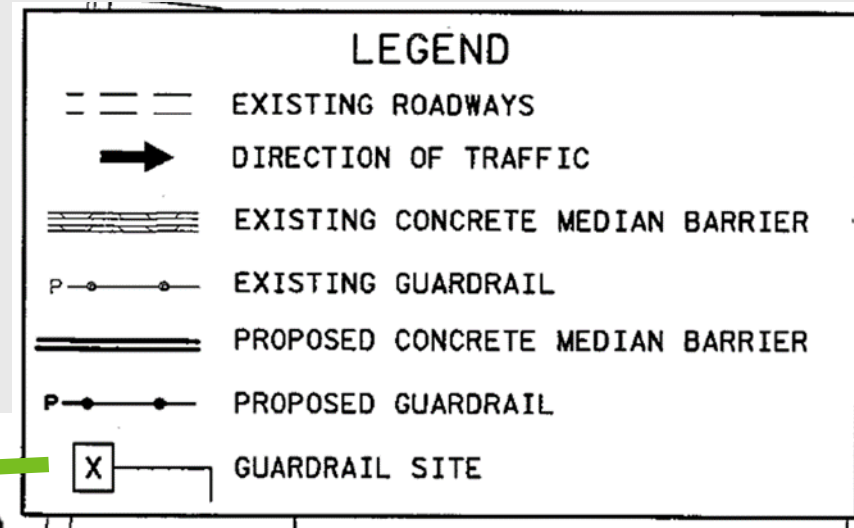 LEGEND
EXISTING ROADWAYS
DIRECTION OF TRAFFIC
EXISTING CONCRETE MEDIAN BARRIER
P EXISTING GUARDRAIL
PROPOSED CONCRETE MEDIAN BARRIER
P PROPOSED GUARDRAIL
X GUARDRAIL SITE